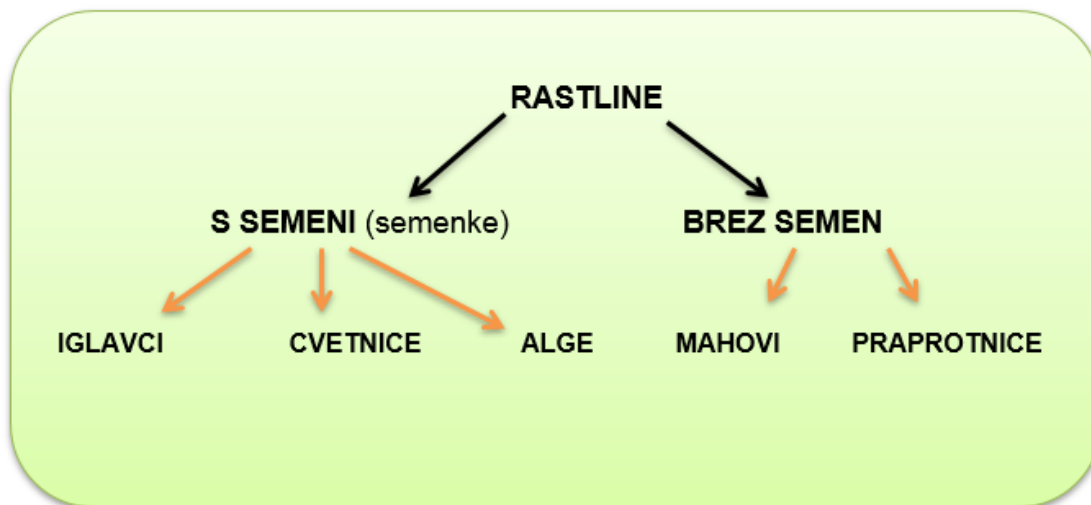 RASTLINE
S SEMENI (semenke) BREZ SEMEN
IGLAVCI CVETNICE ALGE MAHOVI PRAPROTNICE